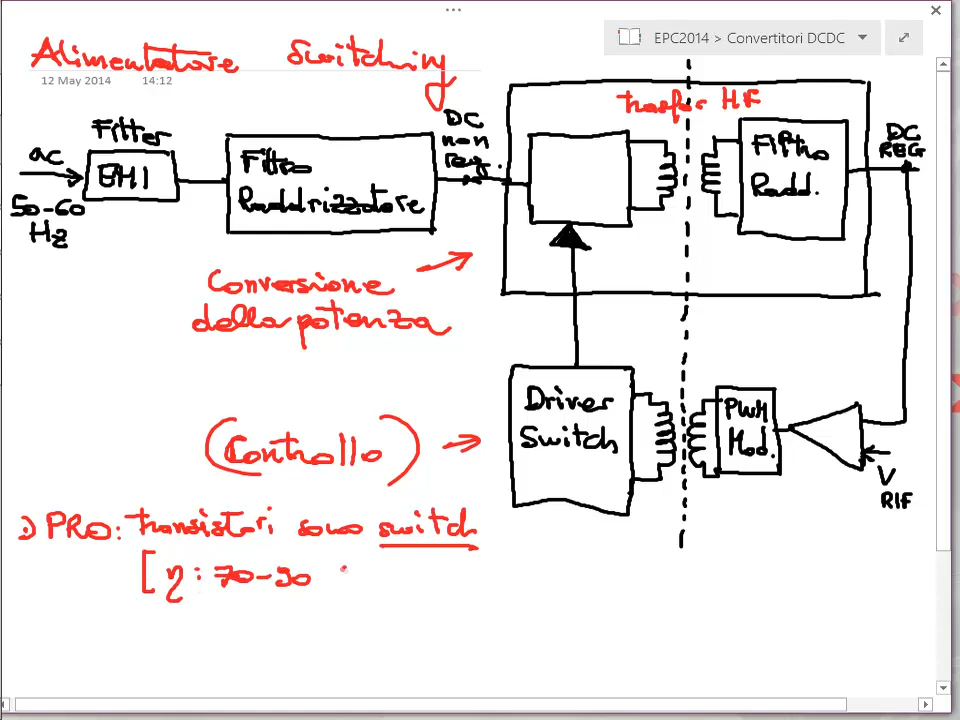 EPC2014 > Convertitori DCDC
Alimentatore Switching
12 May 2014 14:12
trasfor HF
ac
50-60
Hz
Filter
EMI
Filtro
Raddrizzatore
DC
non
reg.
Filtro
Radd.
DC
REG
Conversione
della potenza
(Controllo)
Driver
Switch
PWM
Mod.
V
RIF
1) PRO: transistori sono switch
[η: 70-90